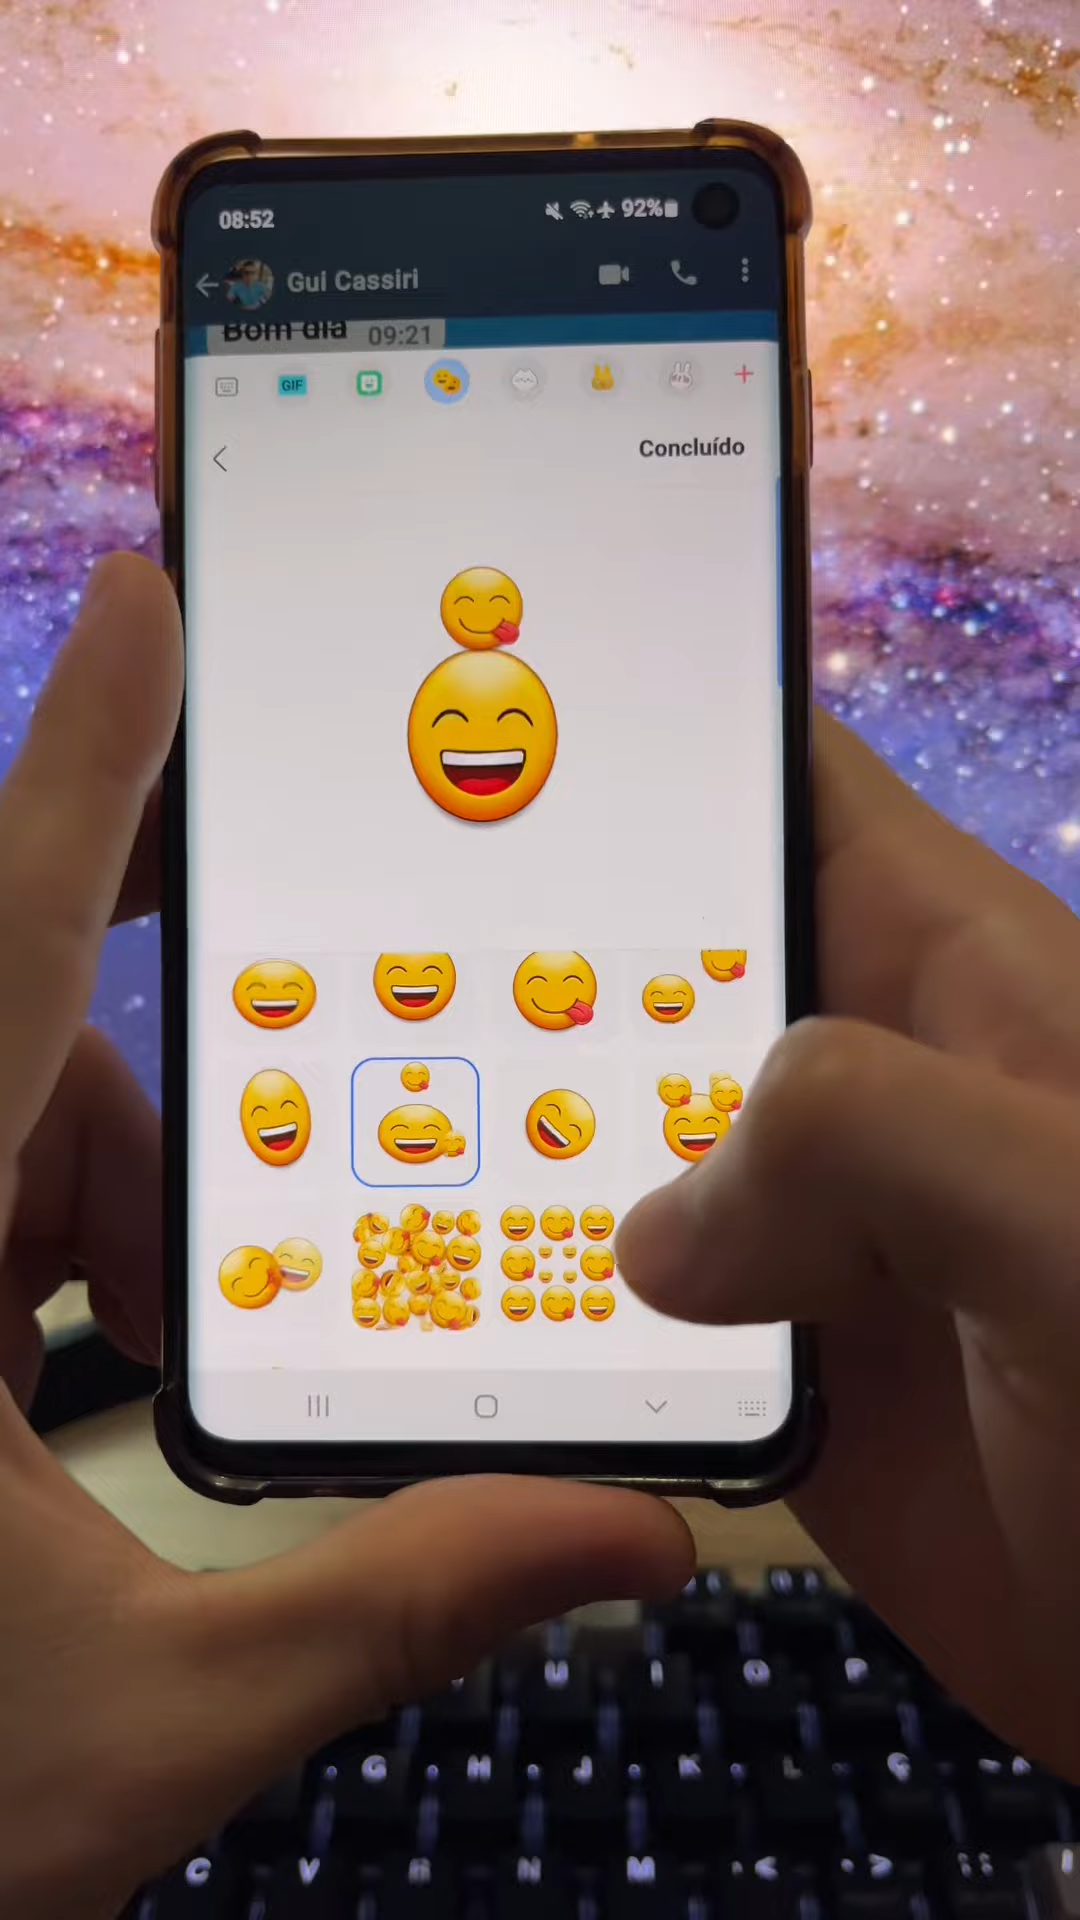 08:52
92%
Gui Cassiri
Bom dia 09:21
GIF
Concluído
U I O P
G H J K L Ç
C V B N M < >